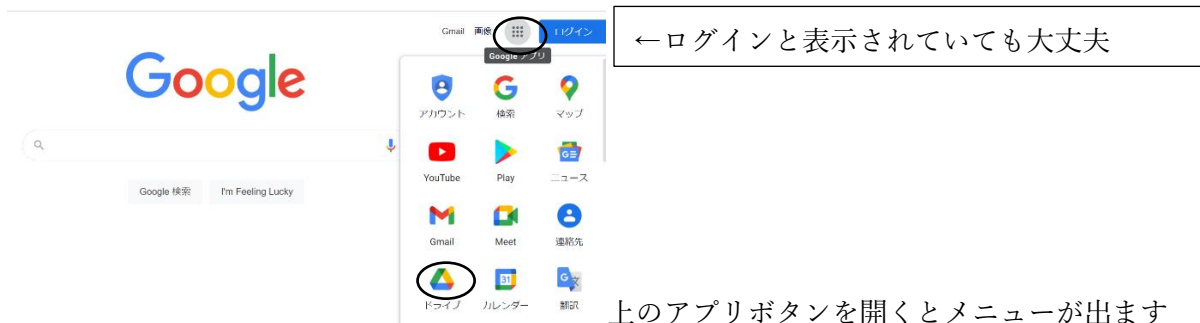 Gmail 画像 ログイン
←ログインと表示されていても大丈夫
Google アプリ
Google
アカウント 検索 マップ
YouTube Play ニュース
Google 検索 I'm Feeling Lucky
Gmail Meet 連絡先
31
ドライブ カレンダー 翻訳
上のアプリボタンを開くとメニューが出ます